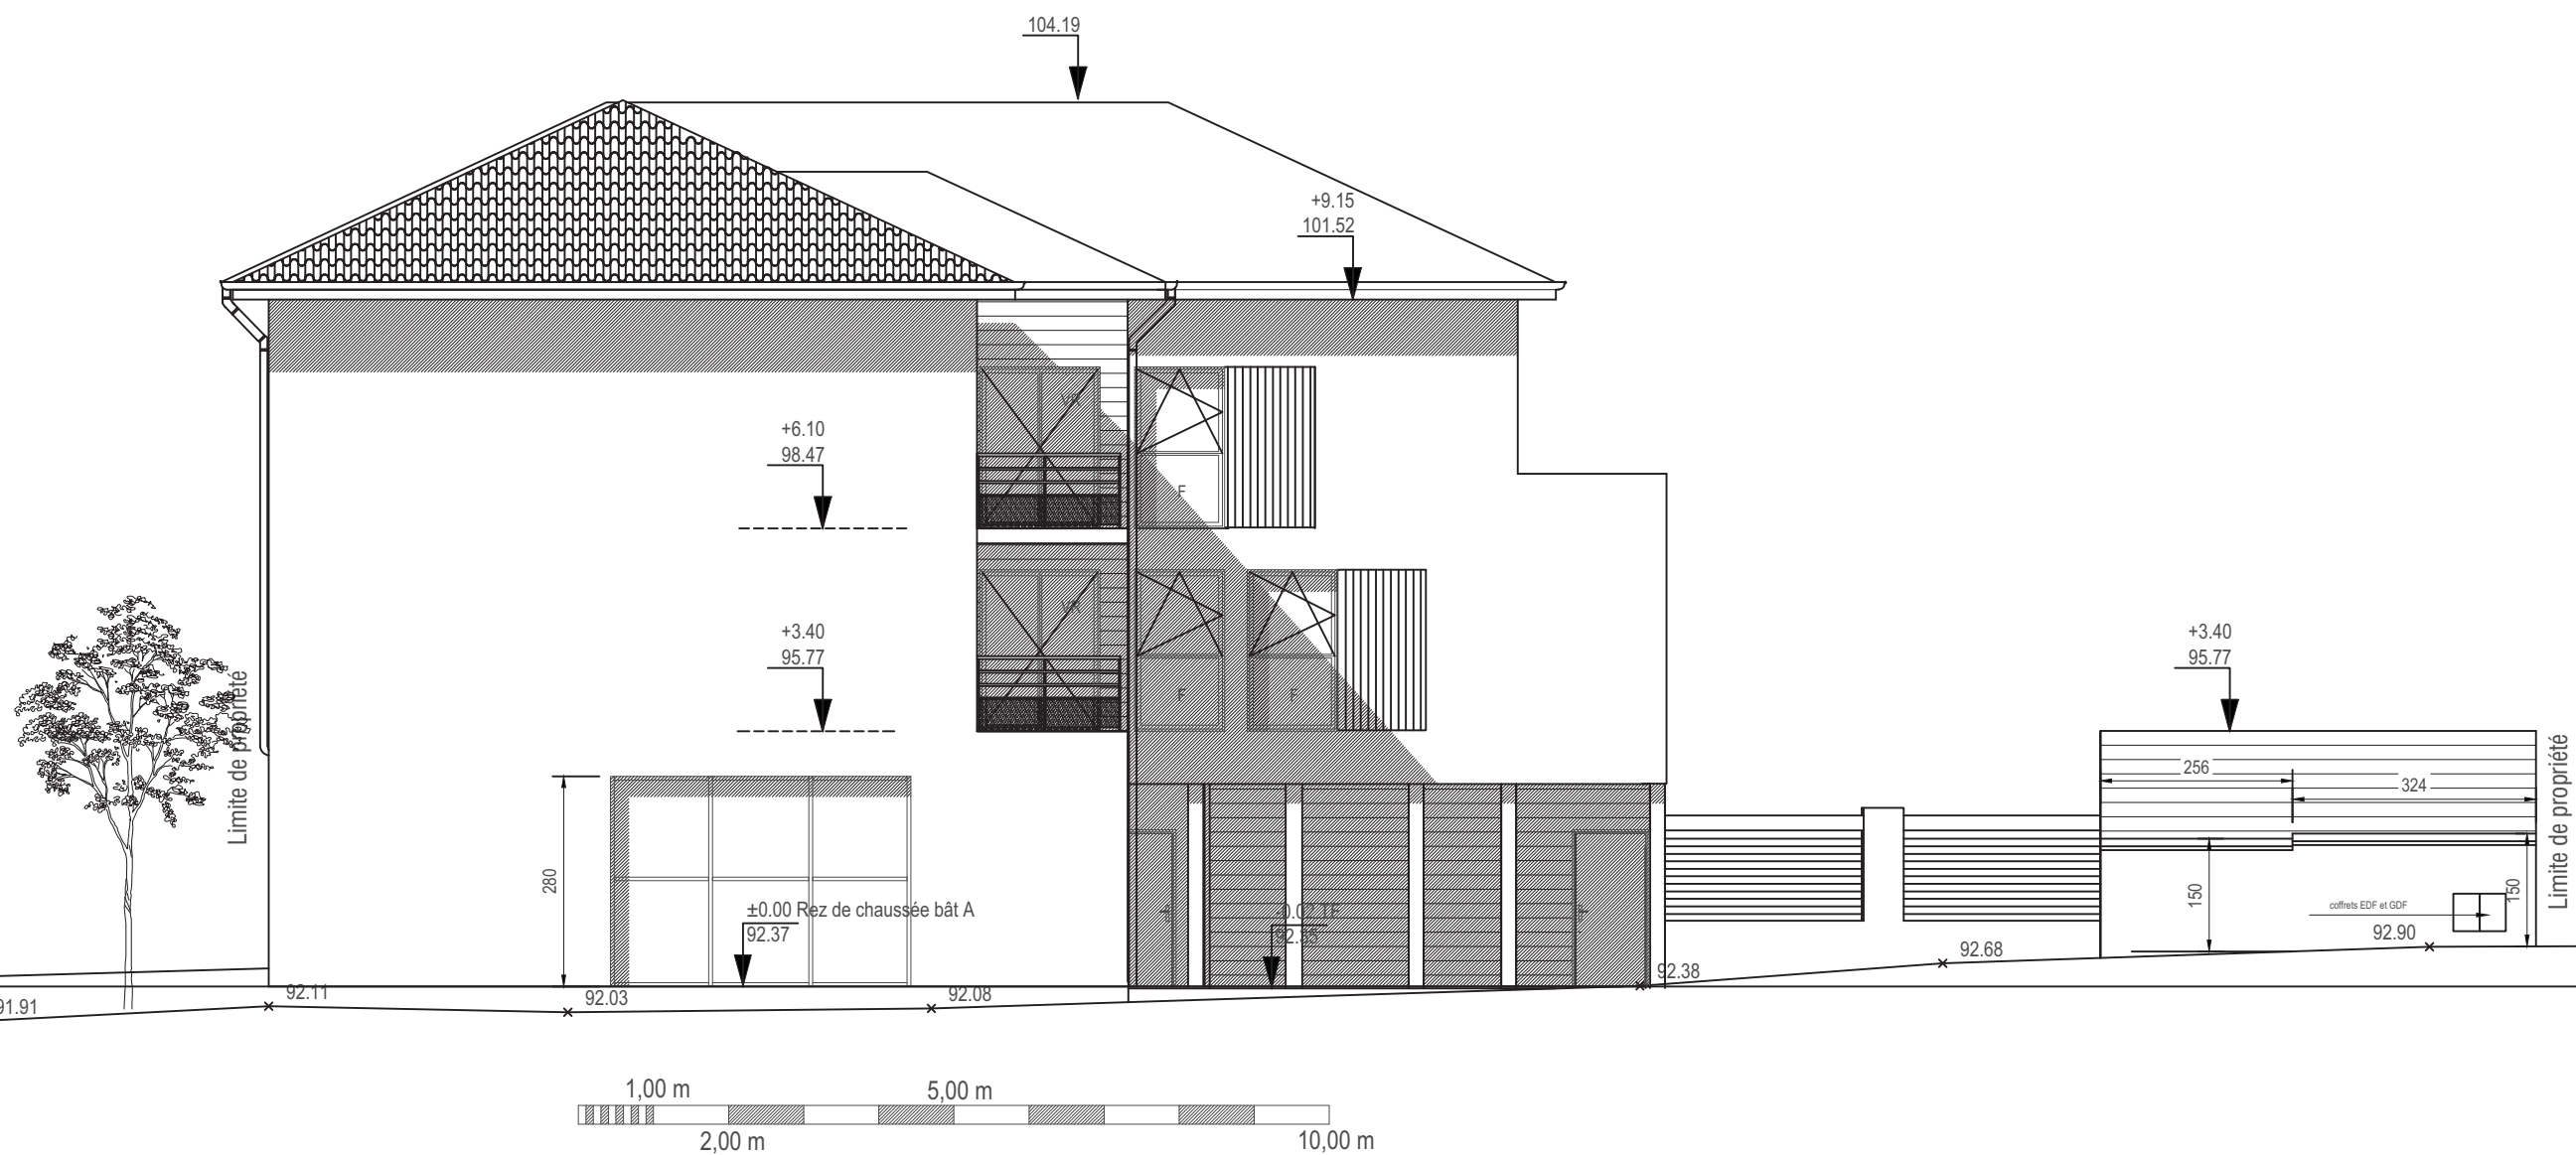 104.19
+9.15
101.52
+6.10
98.47
VR
F
+3.40
95.77
VR
F
F
+3.40
95.77
Limite de propriété
Limite de propriété
256
324
280
150
150
coffrets EDF et GDF
±0.00 Rez de chaussée bât A
92.37
-0.02 TF
92.90
92.68
92.38
91.91
92.11
92.03
92.08
1,00 m
5,00 m
2,00 m
10,00 m